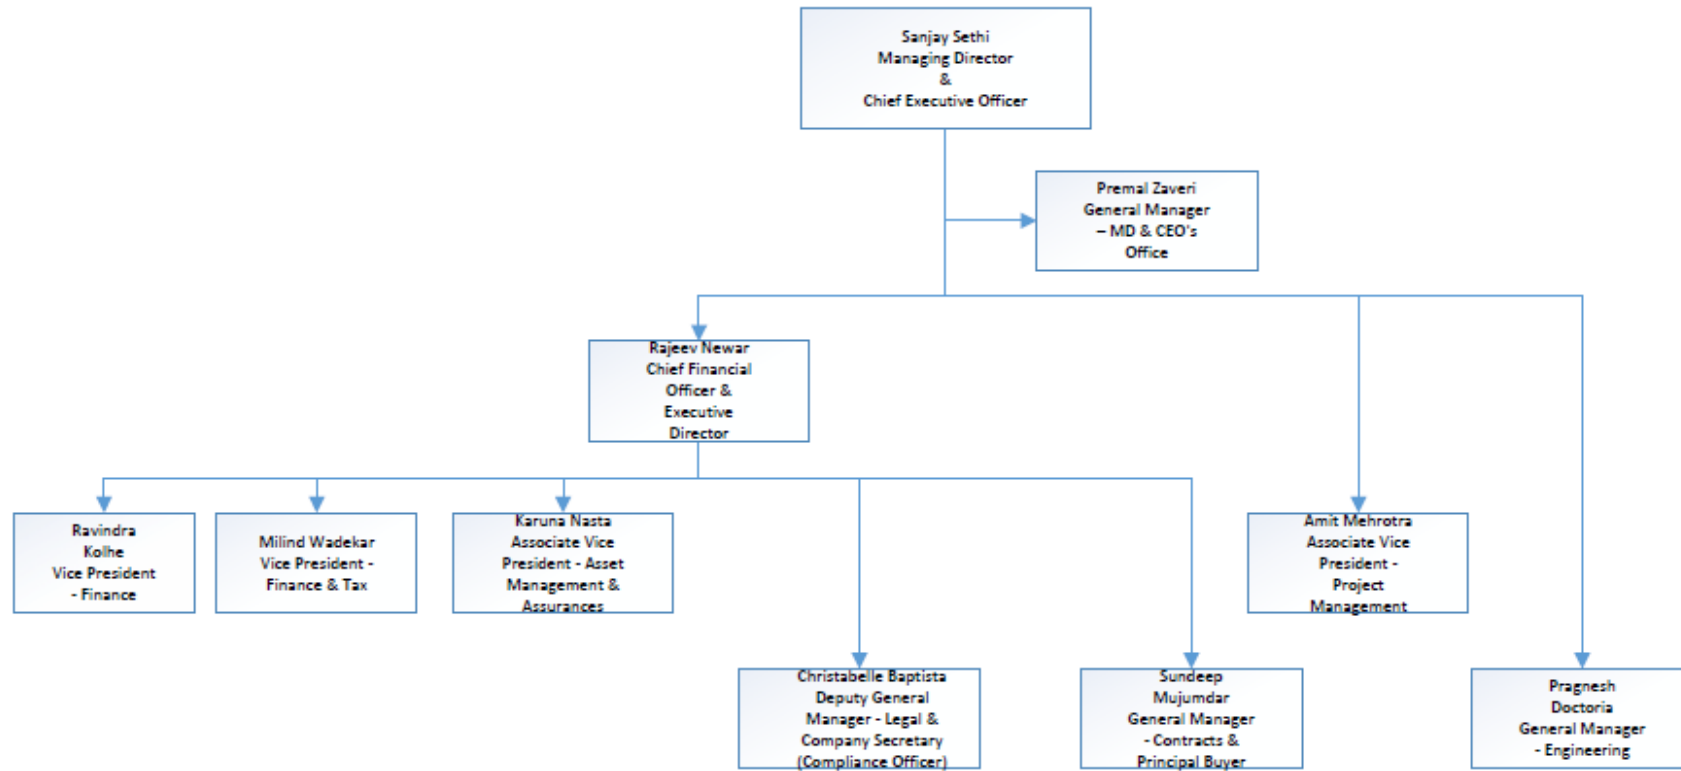 Sanjay Sethi
Managing Director
&
Chief Executive Officer
Premal Zaveri
General Manager
– MD & CEO's
Office
Rajeev Newar
Chief Financial
Officer &
Executive
Director
Ravindra
Kolhe
Vice President
- Finance
Milind Wadekar
Vice President -
Finance & Tax
Karuna Nasta
Associate Vice
President - Asset
Management &
Assurances
Amit Mehrotra
Associate Vice
President -
Project
Management
Christabelle Baptista
Deputy General
Manager - Legal &
Company Secretary
(Compliance Officer)
Sundeep
Mujumdar
General Manager
- Contracts &
Principal Buyer
Pragnesh
Doctoria
General Manager
- Engineering